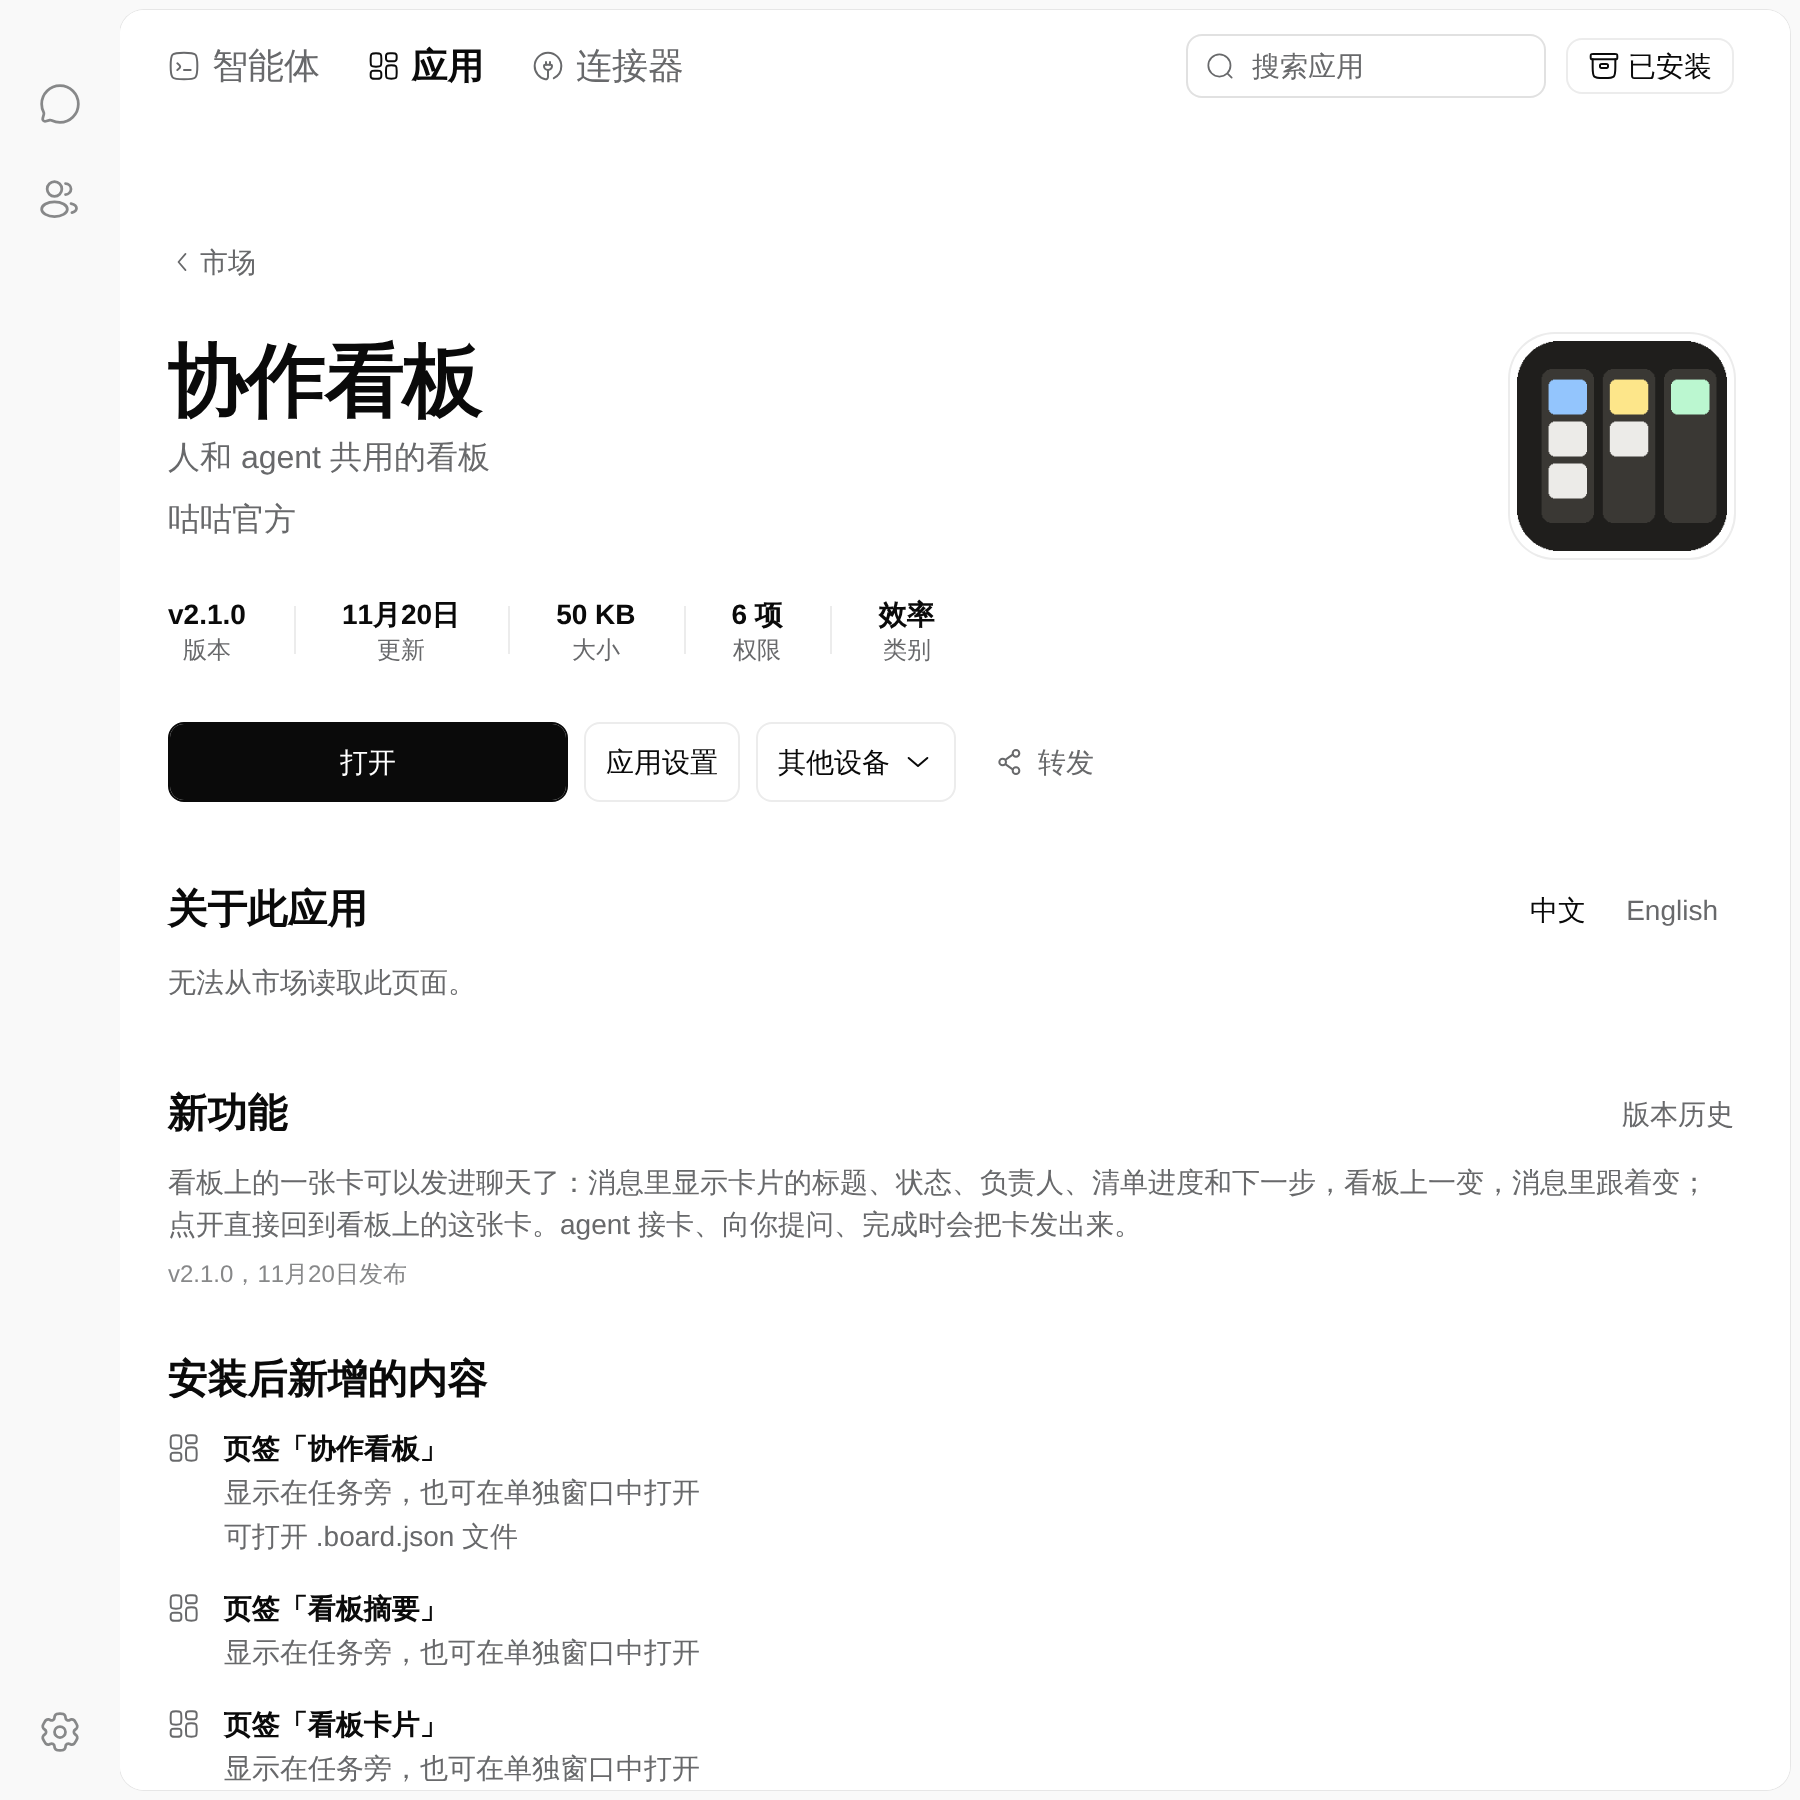 智能体
应用
连接器
搜索应用
已安装
市场
协作看板
人和 agent 共用的看板
咕咕官方
v2.1.0
版本
11月20日
更新
50 KB
大小
6 项
权限
效率
类别
打开
应用设置
其他设备
转发
关于此应用
中文
English
无法从市场读取此页面。
新功能
版本历史
看板上的一张卡可以发进聊天了：消息里显示卡片的标题、状态、负责人、清单进度和下一步，看板上一变，消息里跟着变；
点开直接回到看板上的这张卡。agent 接卡、向你提问、完成时会把卡发出来。
v2.1.0，11月20日发布
安装后新增的内容
页签「协作看板」
显示在任务旁，也可在单独窗口中打开
可打开 .board.json 文件
页签「看板摘要」
显示在任务旁，也可在单独窗口中打开
页签「看板卡片」
显示在任务旁，也可在单独窗口中打开